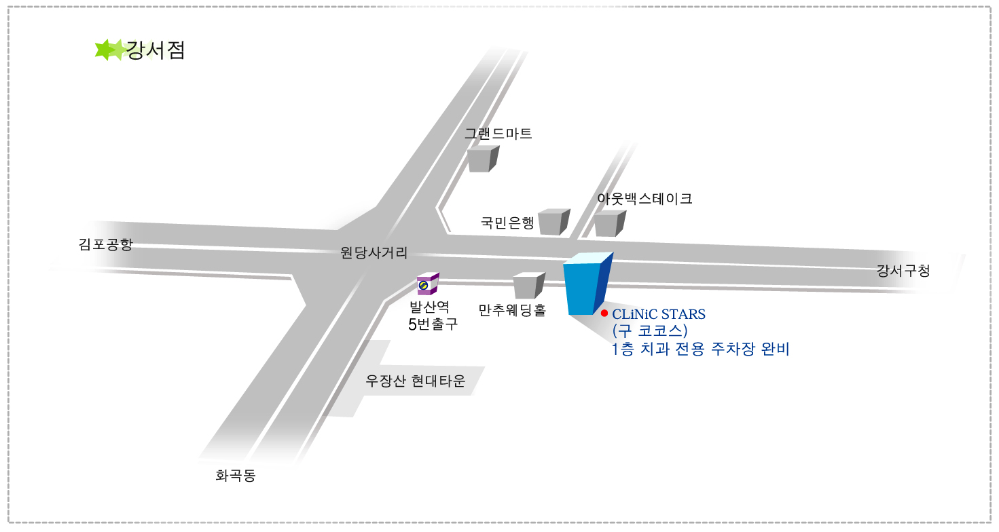 강서점
그랜드마트
아웃백스테이크
국민은행
김포공항
원당사거리
강서구청
발산역
5번출구
만추웨딩홀
CLiNiC STARS
(구 코코스)
1층 치과 전용 주차장 완비
우장산 현대타운
화곡동